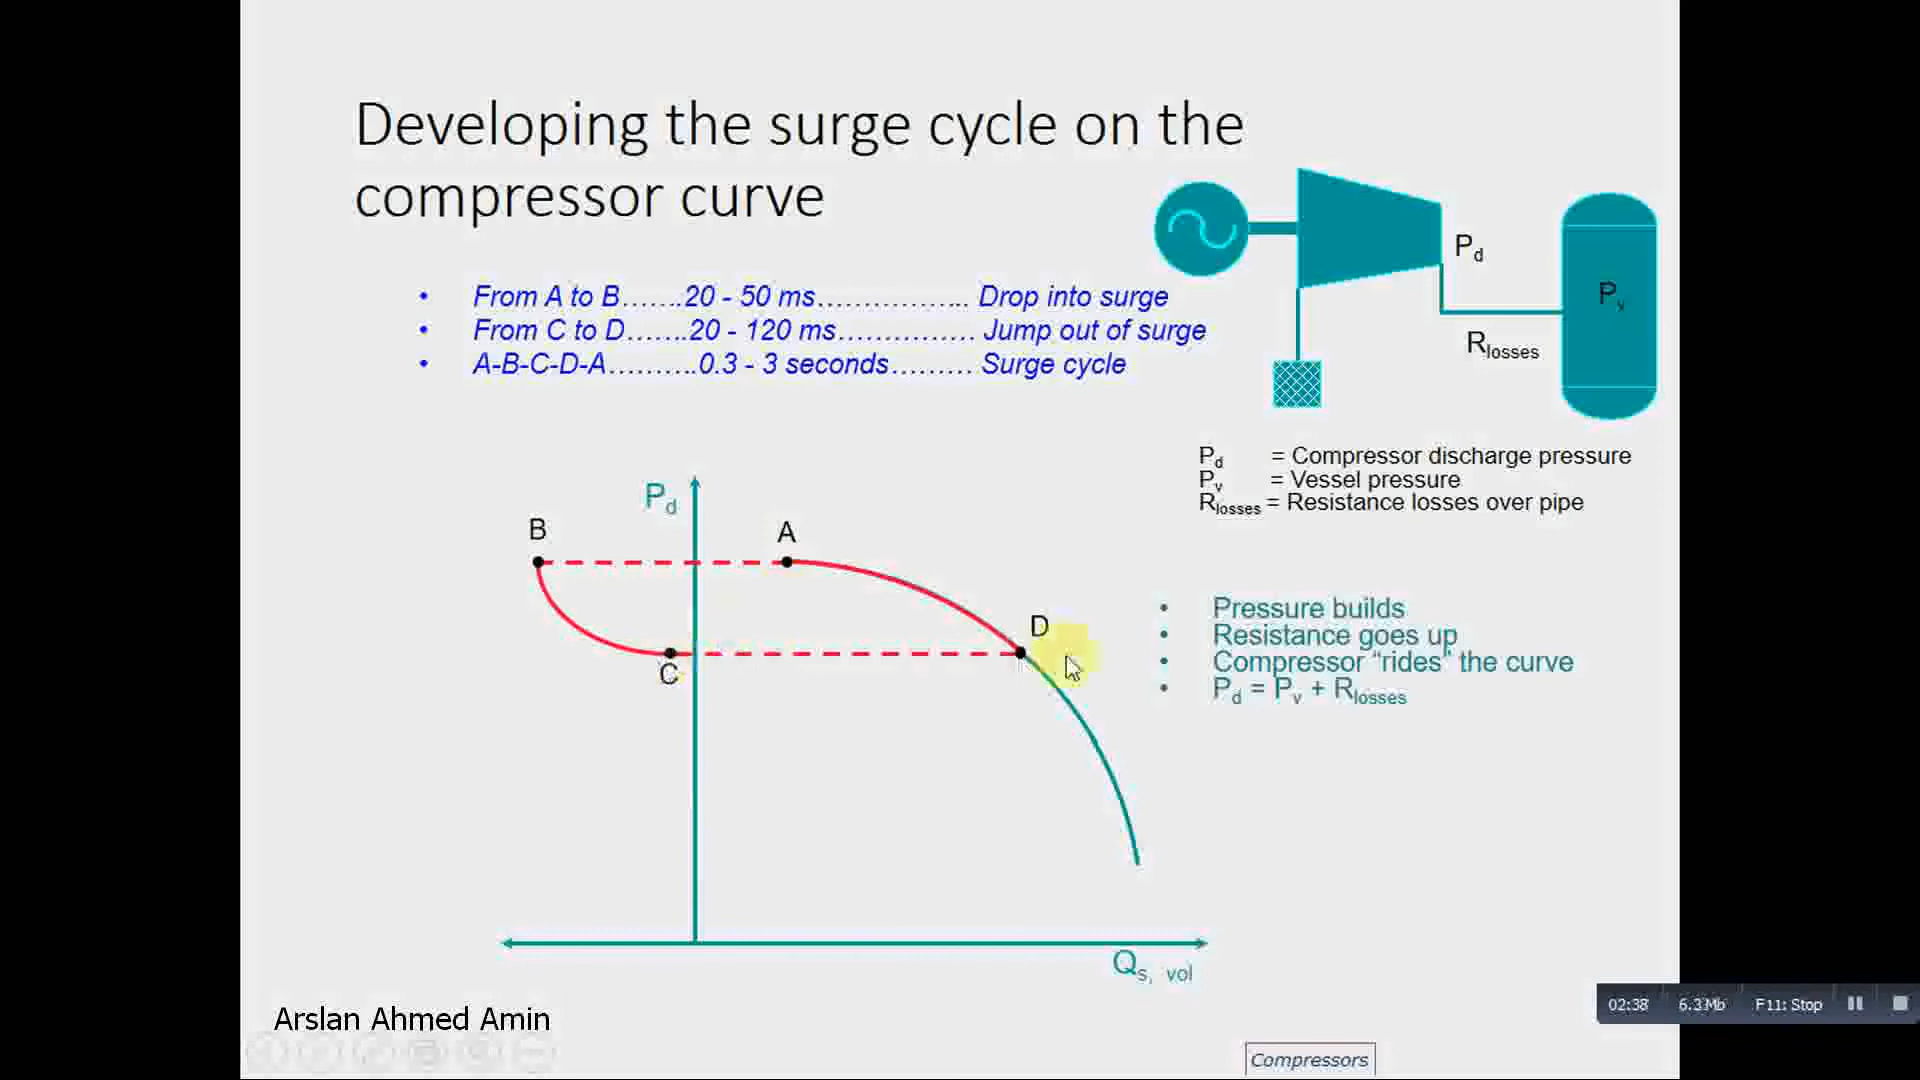 Developing the surge cycle on the
compressor curve
• From A to B.......20 - 50 ms................. Drop into surge
• From C to D.......20 - 120 ms................ Jump out of surge
• A-B-C-D-A..........0.3 - 3 seconds......... Surge cycle
Pd
Rlosses
Pv
Pd = Compressor discharge pressure
Pv = Vessel pressure
Rlosses = Resistance losses over pipe
Pd
B
A
D
C
• Pressure builds
• Resistance goes up
• Compressor “rides” the curve
• Pd = Pv + Rlosses
Qs, vol
Arslan Ahmed Amin
02:38 6.3Mb F11: Stop
Compressors